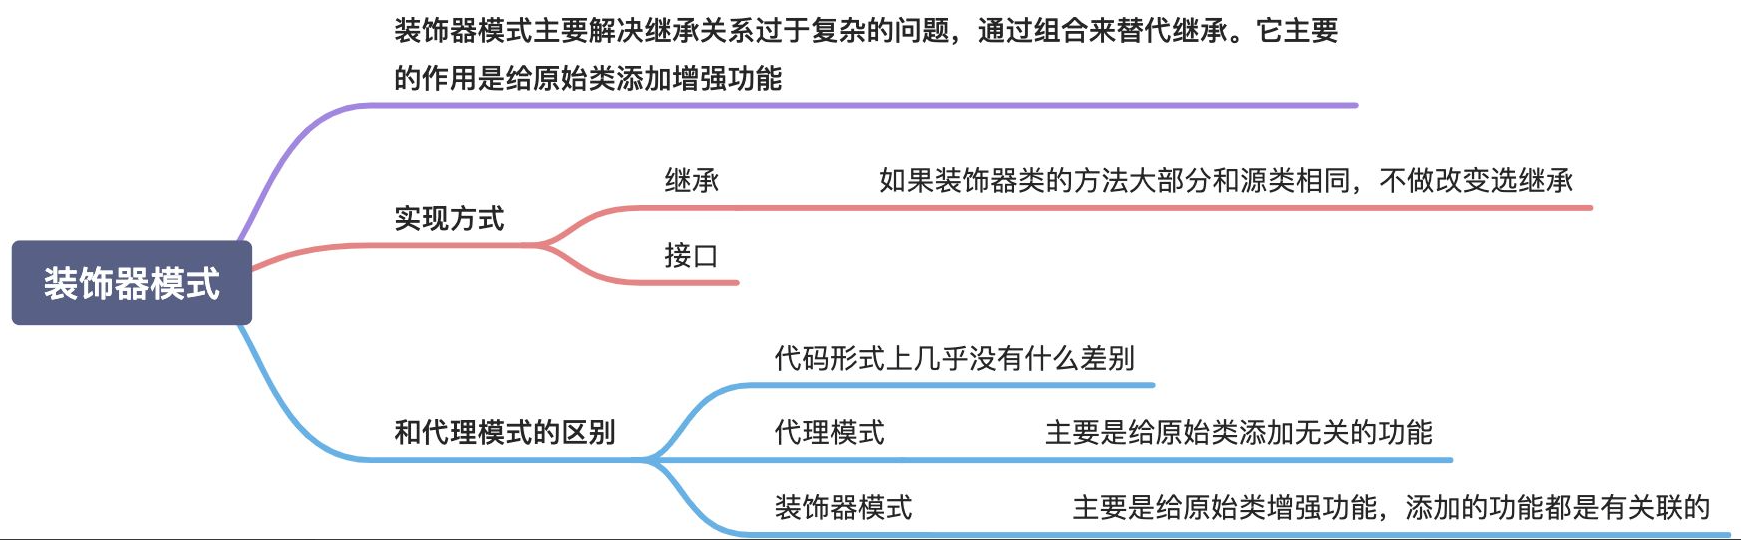 装饰器模式主要解决继承关系过于复杂的问题，通过组合来替代继承。它主要
的作用是给原始类添加增强功能
继承
如果装饰器类的方法大部分和源类相同，不做改变选继承
实现方式
接口
装饰器模式
代码形式上几乎没有什么差别
和代理模式的区别
代理模式
主要是给原始类添加无关的功能
装饰器模式
主要是给原始类增强功能，添加的功能都是有关联的